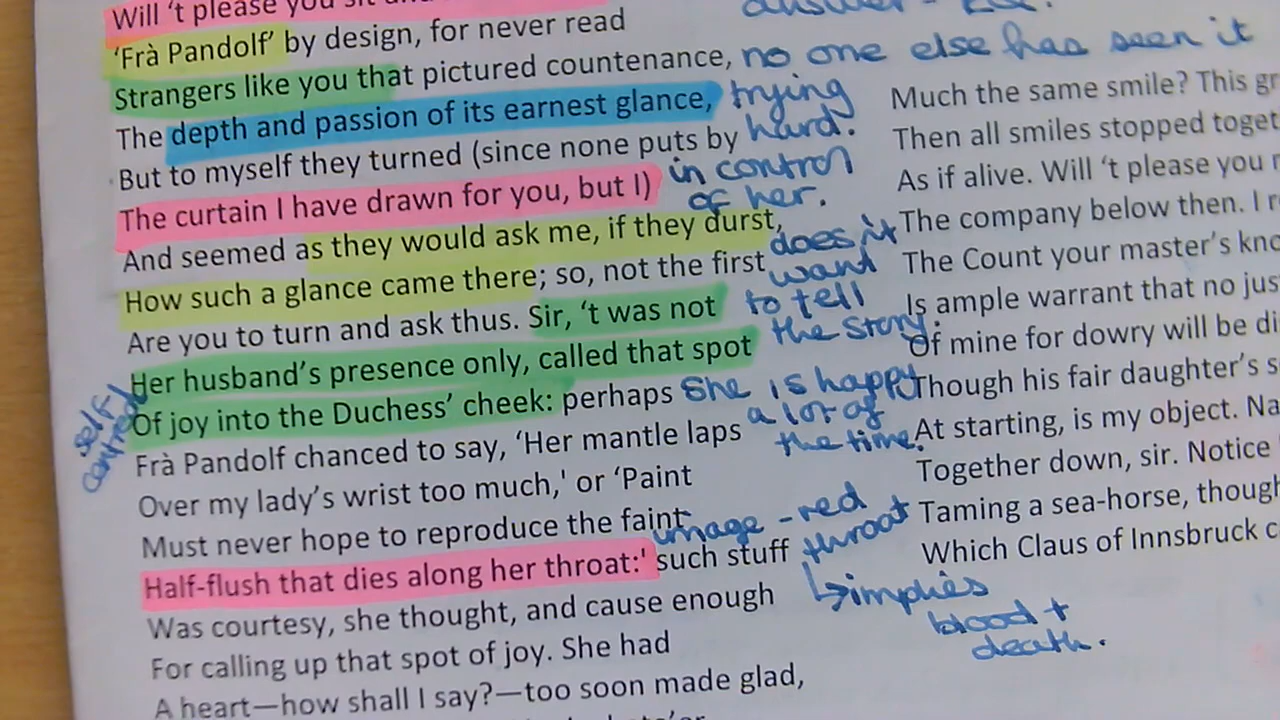 Will 't please you sit and
'Frà Pandolf' by design, for never read
Strangers like you that pictured countenance,
The depth and passion of its earnest glance,
But to myself they turned (since none puts by
The curtain I have drawn for you, but I)
And seemed as they would ask me, if they durst,
How such a glance came there; so, not the first
Are you to turn and ask thus. Sir, 't was not
Her husband's presence only, called that spot
Of joy into the Duchess' cheek: perhaps
Frà Pandolf chanced to say, 'Her mantle laps
Over my lady's wrist too much,' or 'Paint
Must never hope to reproduce the faint
Half-flush that dies along her throat:' such stuff
Was courtesy, she thought, and cause enough
For calling up that spot of joy. She had
A heart—how shall I say?—too soon made glad,
no one else has seen it
trying
hard.
in control
of her.
does it
want
to tell
the story.
She is happy
a lot of
the time.
self
image - red
throat
↳implies
blood +
death.
Much the same smile? This
Then all smiles stopped
As if alive. Will 't please you
The company below then. I
The Count your master's
Is ample warrant that no
Of mine for dowry will be
Though his fair daughter's
At starting, is my object.
Together down, sir. Notice
Taming a sea-horse,
Which Claus of Innsbruck